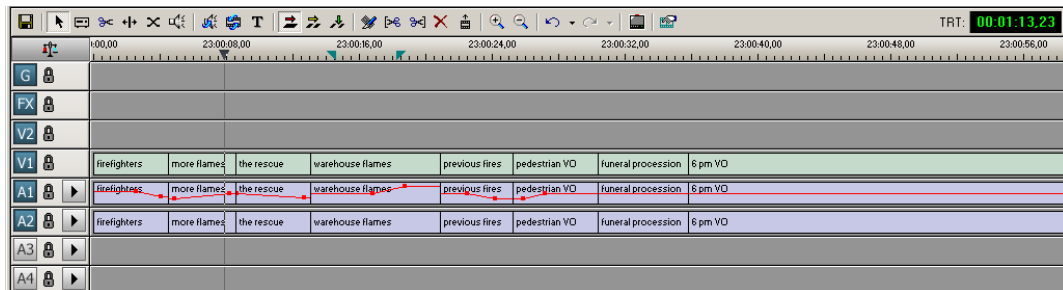 T TRT: 00:01:13,23
:00,00 23:00:08,00 23:00:16,00 23:00:24,00 23:00:32,00 23:00:40,00 23:00:48,00 23:00:56,00
G
FX
V2
V1 firefighters more flames the rescue warehouse flames previous fires pedestrian VO funeral procession 6 pm VO
A1 firefighters more flames the rescue warehouse flames previous fires pedestrian VO funeral procession 6 pm VO
A2 firefighters more flames the rescue warehouse flames previous fires pedestrian VO funeral procession 6 pm VO
A3
A4